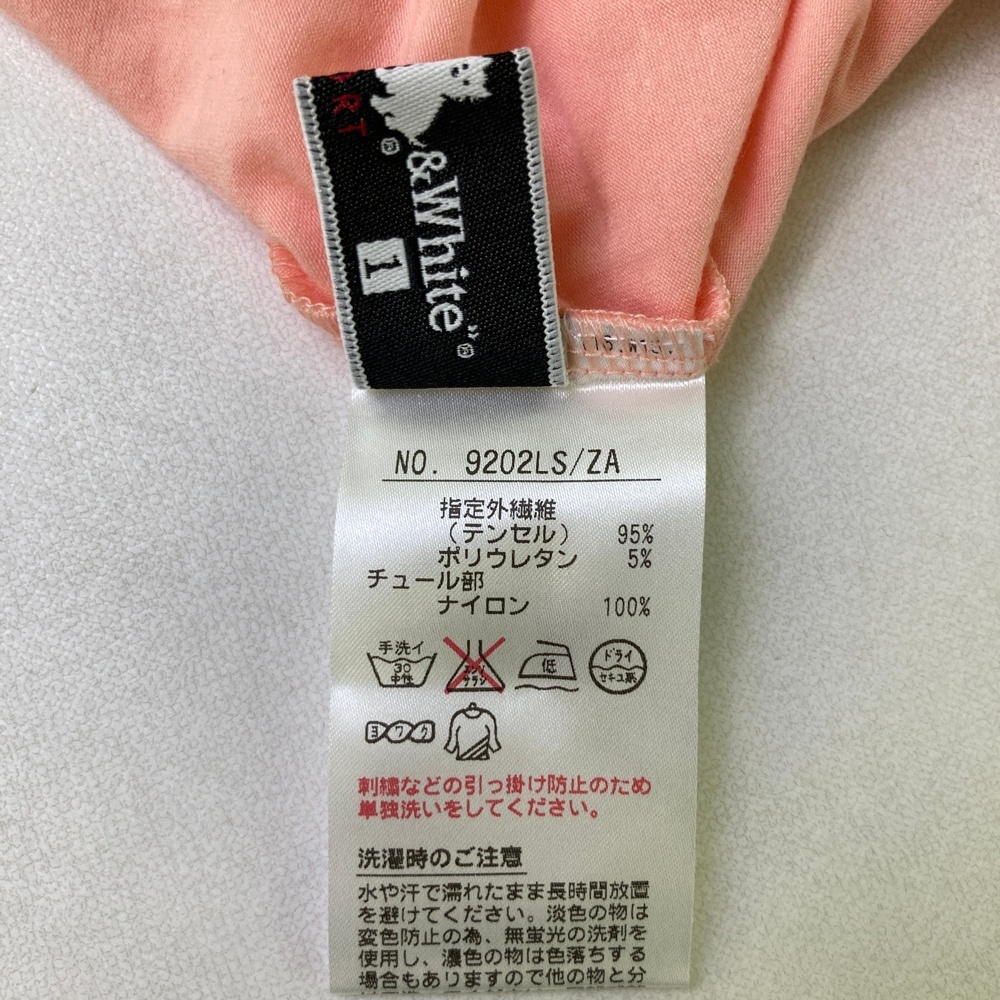 ORT
®
&White"®
1
NO. 9202LS/ZA
指定外繊維
(テンセル) 95%
ポリウレタン 5%
チュール部
ナイロン 100%
手洗イ
30
中性
エンソ
サラシ
低
ドライ
セキユ系
ヨワク
刺繍などの引っ掛け防止のため
単独洗いをしてください。
洗濯時のご注意
水や汗で濡れたまま長時間放置
を避けてください。淡色の物は
変色防止の為、無蛍光の洗剤を
使用し、濃色の物は色落ちする
場合もありますので他の物と分